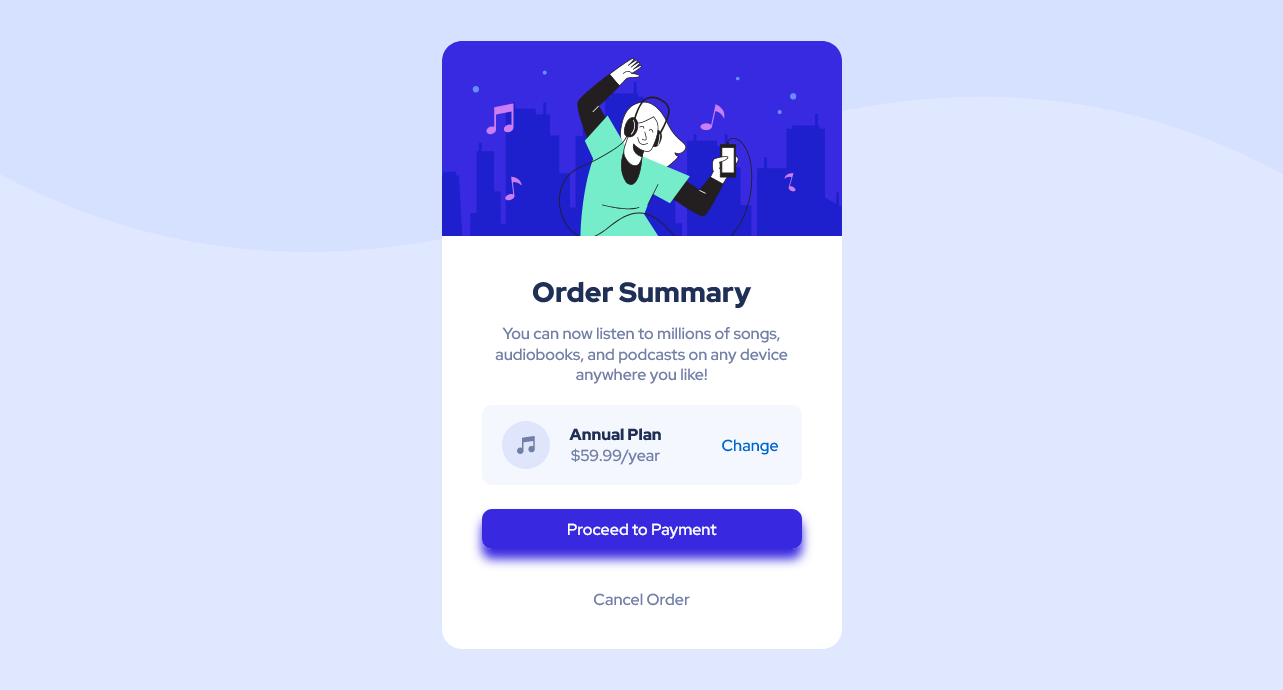 Order Summary
You can now listen to millions of songs,
audiobooks, and podcasts on any device
anywhere you like!
Annual Plan
$59.99/year
Change
Proceed to Payment
Cancel Order